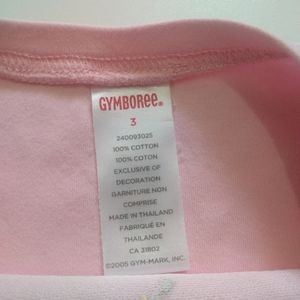 GYMBOREE®
3
240093025
100% COTTON
100% COTON
EXCLUSIVE OF
DECORATION
GARNITURE NON
COMPRISE
MADE IN THAILAND
FABRIQUÉ EN
THAILANDE
CA 31802
©2005 GYM-MARK, INC.